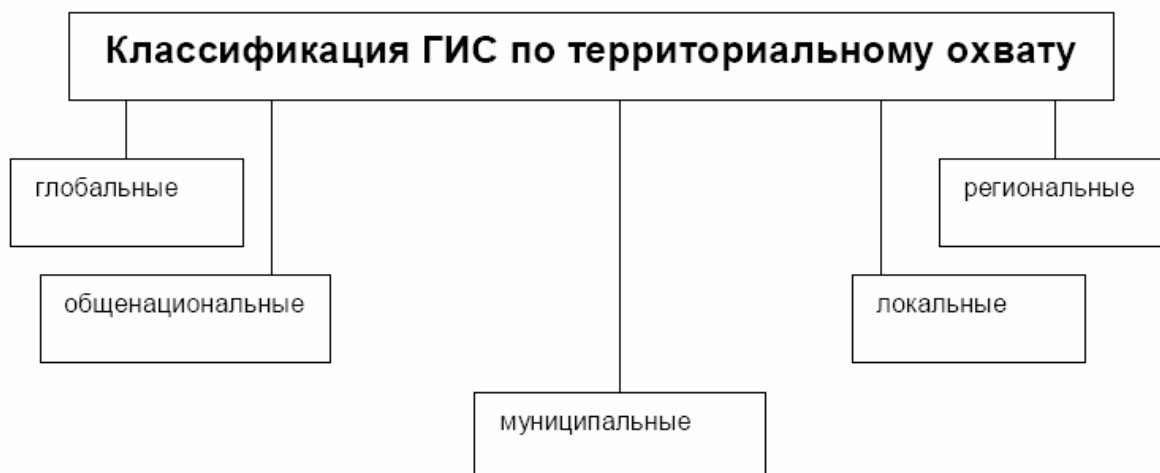 Классификация ГИС по территориальному охвату
глобальные
региональные
общенациональные
локальные
муниципальные